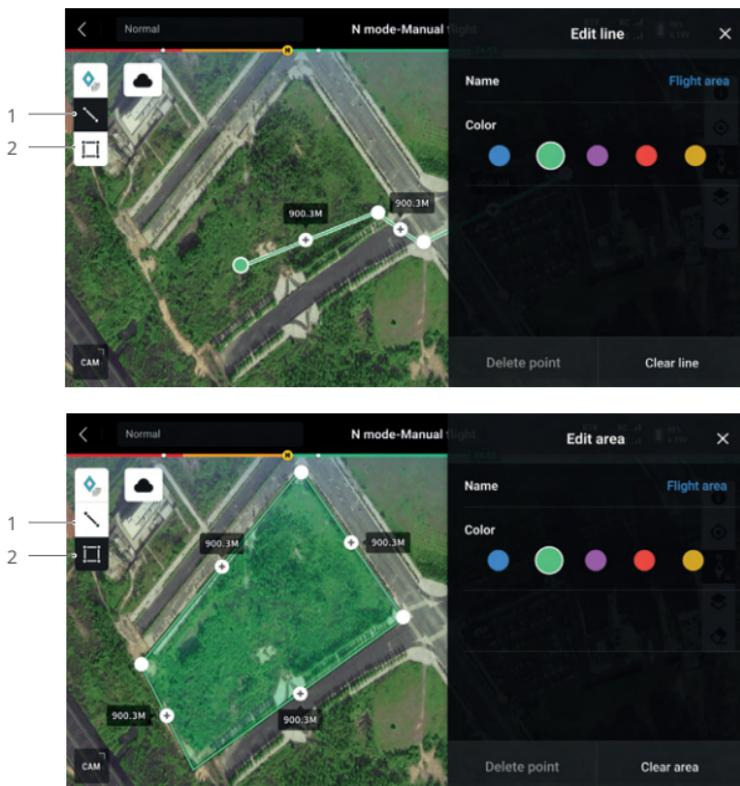 Normal
N mode-Manual flight
Edit line
Name
Flight area
Color
1
2
900.3M
900.3M
CAM
Delete point
Clear line
Normal
N mode-Manual flight
Edit area
Name
Flight area
Color
1
2
900.3M
900.3M
900.3M
900.3M
CAM
Delete point
Clear area